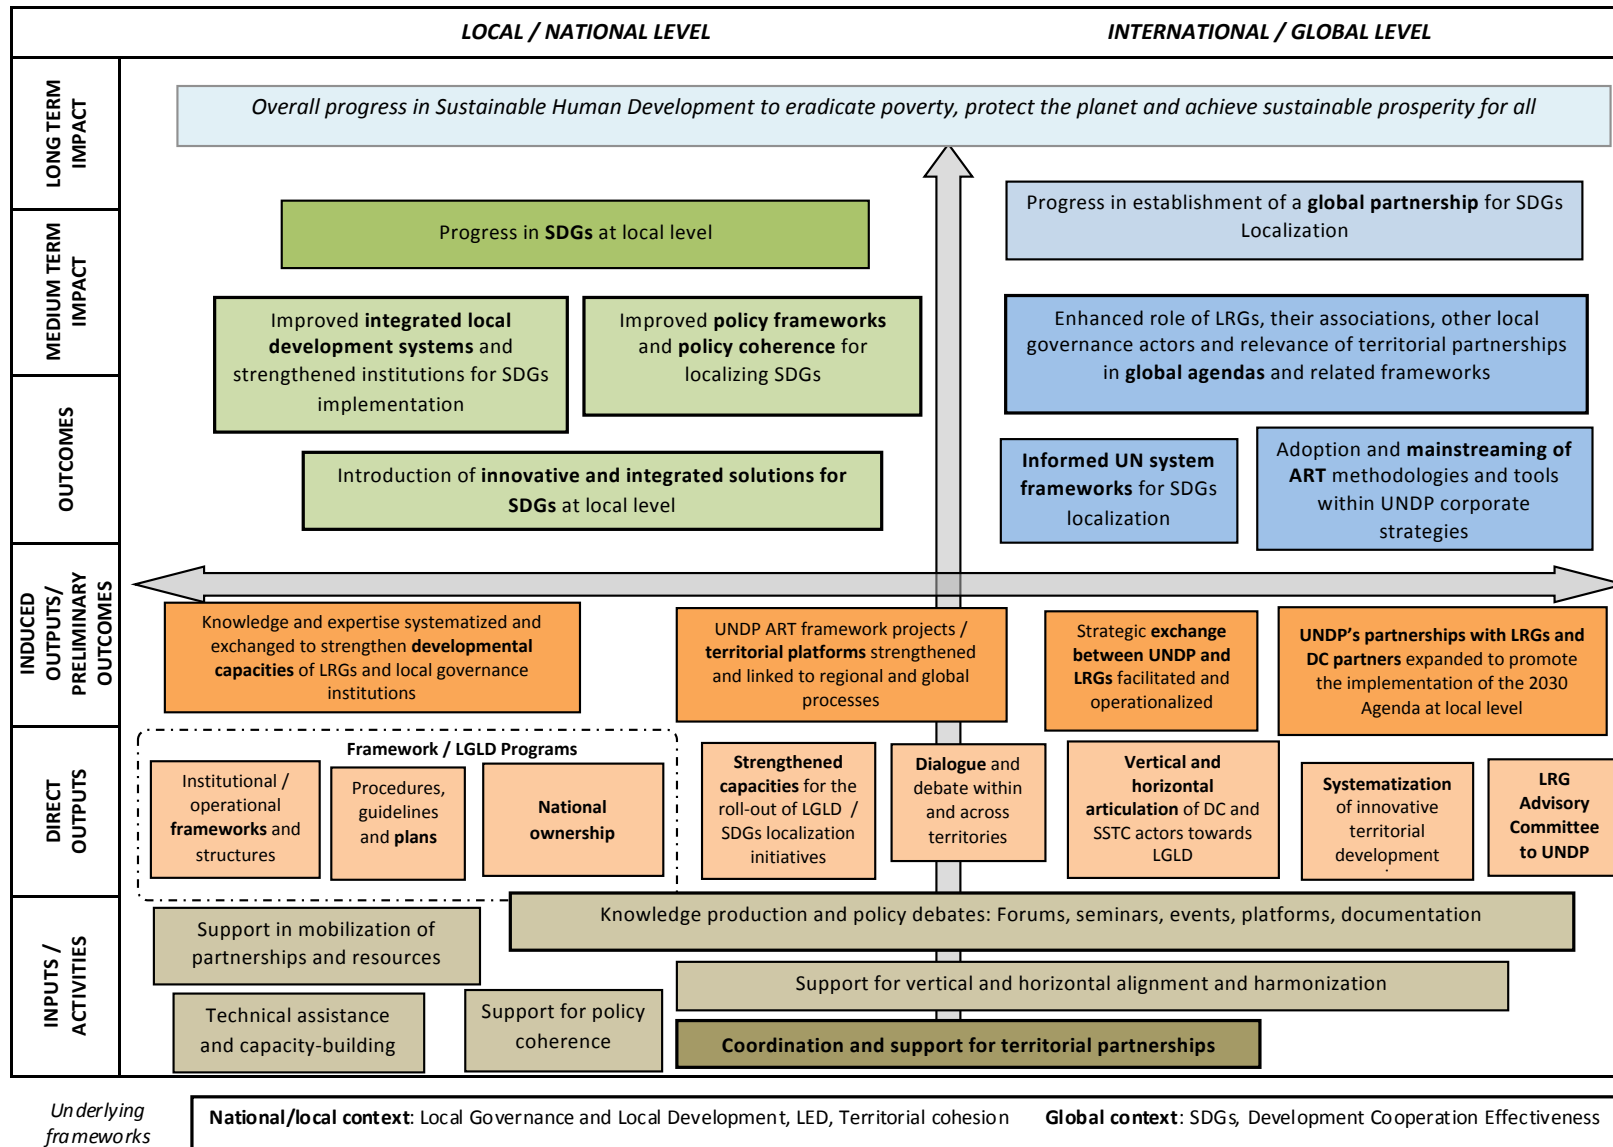 LOCAL / NATIONAL LEVEL
INTERNATIONAL / GLOBAL LEVEL
LONG TERM
IMPACT
Overall progress in Sustainable Human Development to eradicate poverty, protect the planet and achieve sustainable prosperity for all
MEDIUM TERM
IMPACT
Progress in SDGs at local level
Progress in establishment of a global partnership for SDGs
Localization
Improved integrated local
development systems and
strengthened institutions for SDGs
implementation
Improved policy frameworks
and policy coherence for
localizing SDGs
Enhanced role of LRGs, their associations, other local
governance actors and relevance of territorial partnerships
in global agendas and related frameworks
OUTCOMES
Introduction of innovative and integrated solutions for
SDGs at local level
Informed UN system
frameworks for SDGs
localization
Adoption and mainstreaming of
ART methodologies and tools
within UNDP corporate
strategies
INDUCED
OUTPUTS/
PRELIMINARY
OUTCOMES
Knowledge and expertise systematized and
exchanged to strengthen developmental
capacities of LRGs and local governance
institutions
UNDP ART framework projects /
territorial platforms strengthened
and linked to regional and global
processes
Strategic exchange
between UNDP and
LRGs facilitated and
operationalized
UNDP’s partnerships with LRGs and
DC partners expanded to promote
the implementation of the 2030
Agenda at local level
DIRECT
OUTPUTS
Framework / LGLD Programs
Institutional /
operational
frameworks and
structures
Procedures,
guidelines
and plans
National
ownership
Strengthened
capacities for the
roll-out of LGLD /
SDGs localization
initiatives
Dialogue and
debate within
and across
territories
Vertical and
horizontal
articulation of DC and
SSTC actors towards
LGLD
Systematization
of innovative
territorial
development
LRG
Advisory
Committee
to UNDP
INPUTS /
ACTIVITIES
Knowledge production and policy debates: Forums, seminars, events, platforms, documentation
Support in mobilization of
partnerships and resources
Support for vertical and horizontal alignment and harmonization
Technical assistance
and capacity-building
Support for policy
coherence
Coordination and support for territorial partnerships
Underlying
frameworks
National/local context: Local Governance and Local Development, LED, Territorial cohesion Global context: SDGs, Development Cooperation Effectiveness